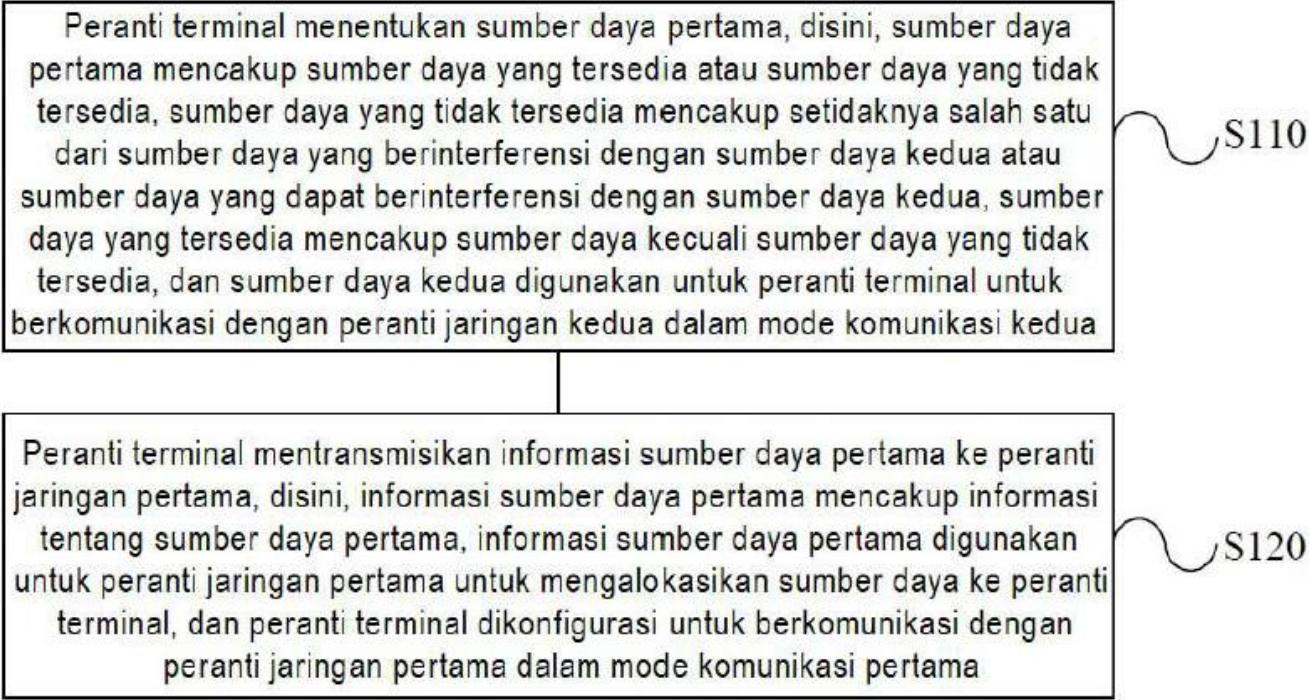 Peranti terminal menentukan sumber daya pertama, disini, sumber daya
pertama mencakup sumber daya yang tersedia atau sumber daya yang tidak
tersedia, sumber daya yang tidak tersedia mencakup setidaknya salah satu
dari sumber daya yang berinterferensi dengan sumber daya kedua atau
sumber daya yang dapat berinterferensi dengan sumber daya kedua, sumber
daya yang tersedia mencakup sumber daya kecuali sumber daya yang tidak
tersedia, dan sumber daya kedua digunakan untuk peranti terminal untuk
berkomunikasi dengan peranti jaringan kedua dalam mode komunikasi kedua
S110
Peranti terminal mentransmisikan informasi sumber daya pertama ke peranti
jaringan pertama, disini, informasi sumber daya pertama mencakup informasi
tentang sumber daya pertama, informasi sumber daya pertama digunakan
untuk peranti jaringan pertama untuk mengalokasikan sumber daya ke peranti
terminal, dan peranti terminal dikonfigurasi untuk berkomunikasi dengan
peranti jaringan pertama dalam mode komunikasi pertama
S120